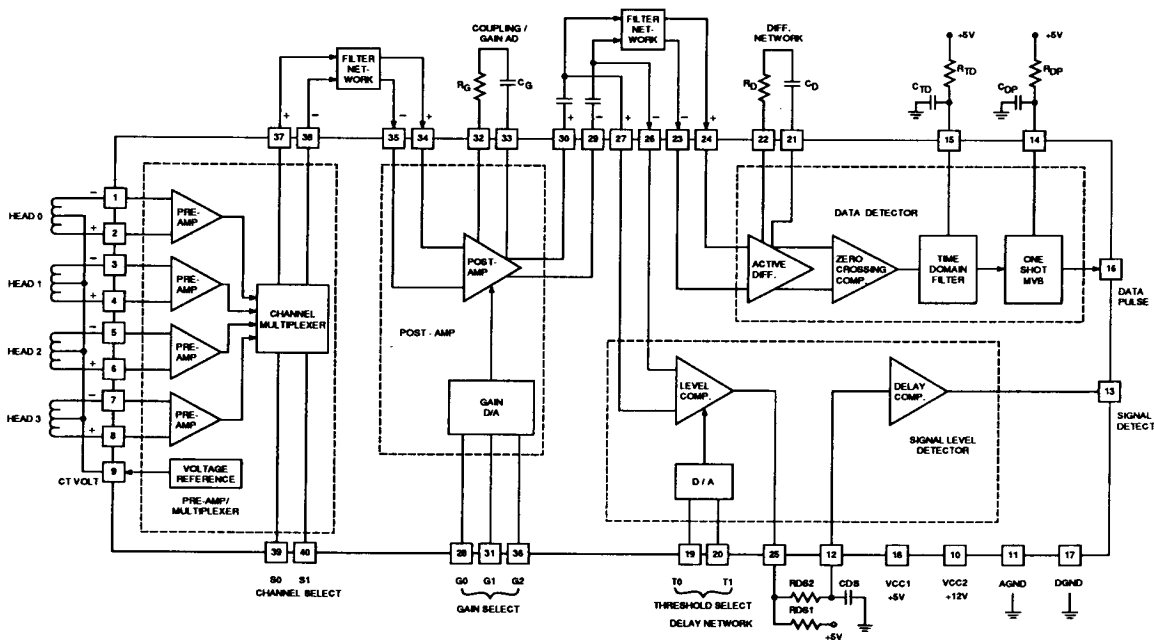 COUPLING /
GAIN AD
FILTER
NET-
WORK
RG
CG
FILTER
NET-
WORK
DIFF.
NETWORK
RD
CD
+5V
RTD
CTD
+5V
RDP
CDP
+
−
−
+
+
−
+
−
−
+
37
38
35
34
32
33
30
29
27
26
23
24
22
21
15
14
HEAD 0
−
1
+
2
PRE-
AMP
HEAD 1
−
3
+
4
PRE-
AMP
HEAD 2
−
5
+
6
PRE-
AMP
HEAD 3
−
7
+
8
PRE-
AMP
9
CT VOLT
VOLTAGE
REFERENCE
PRE-AMP/
MULTIPLEXER
CHANNEL
MULTIPLEXER
POST-
AMP
POST - AMP
GAIN
D/A
DATA DETECTOR
ACTIVE
DIFF.
ZERO
CROSSING
COMP.
TIME
DOMAIN
FILTER
ONE
SHOT
MVB
16
DATA
PULSE
LEVEL
COMP.
DELAY
COMP.
13
SIGNAL
DETECT
SIGNAL LEVEL
DETECTOR
D / A
39
40
28
31
36
19
20
25
12
18
10
11
17
S0
S1
CHANNEL SELECT
G0
G1
G2
GAIN SELECT
T0
T1
THRESHOLD SELECT
DELAY NETWORK
RDS2
CDS
RDS1
+5V
VCC1
+5V
VCC2
+12V
AGND
DGND